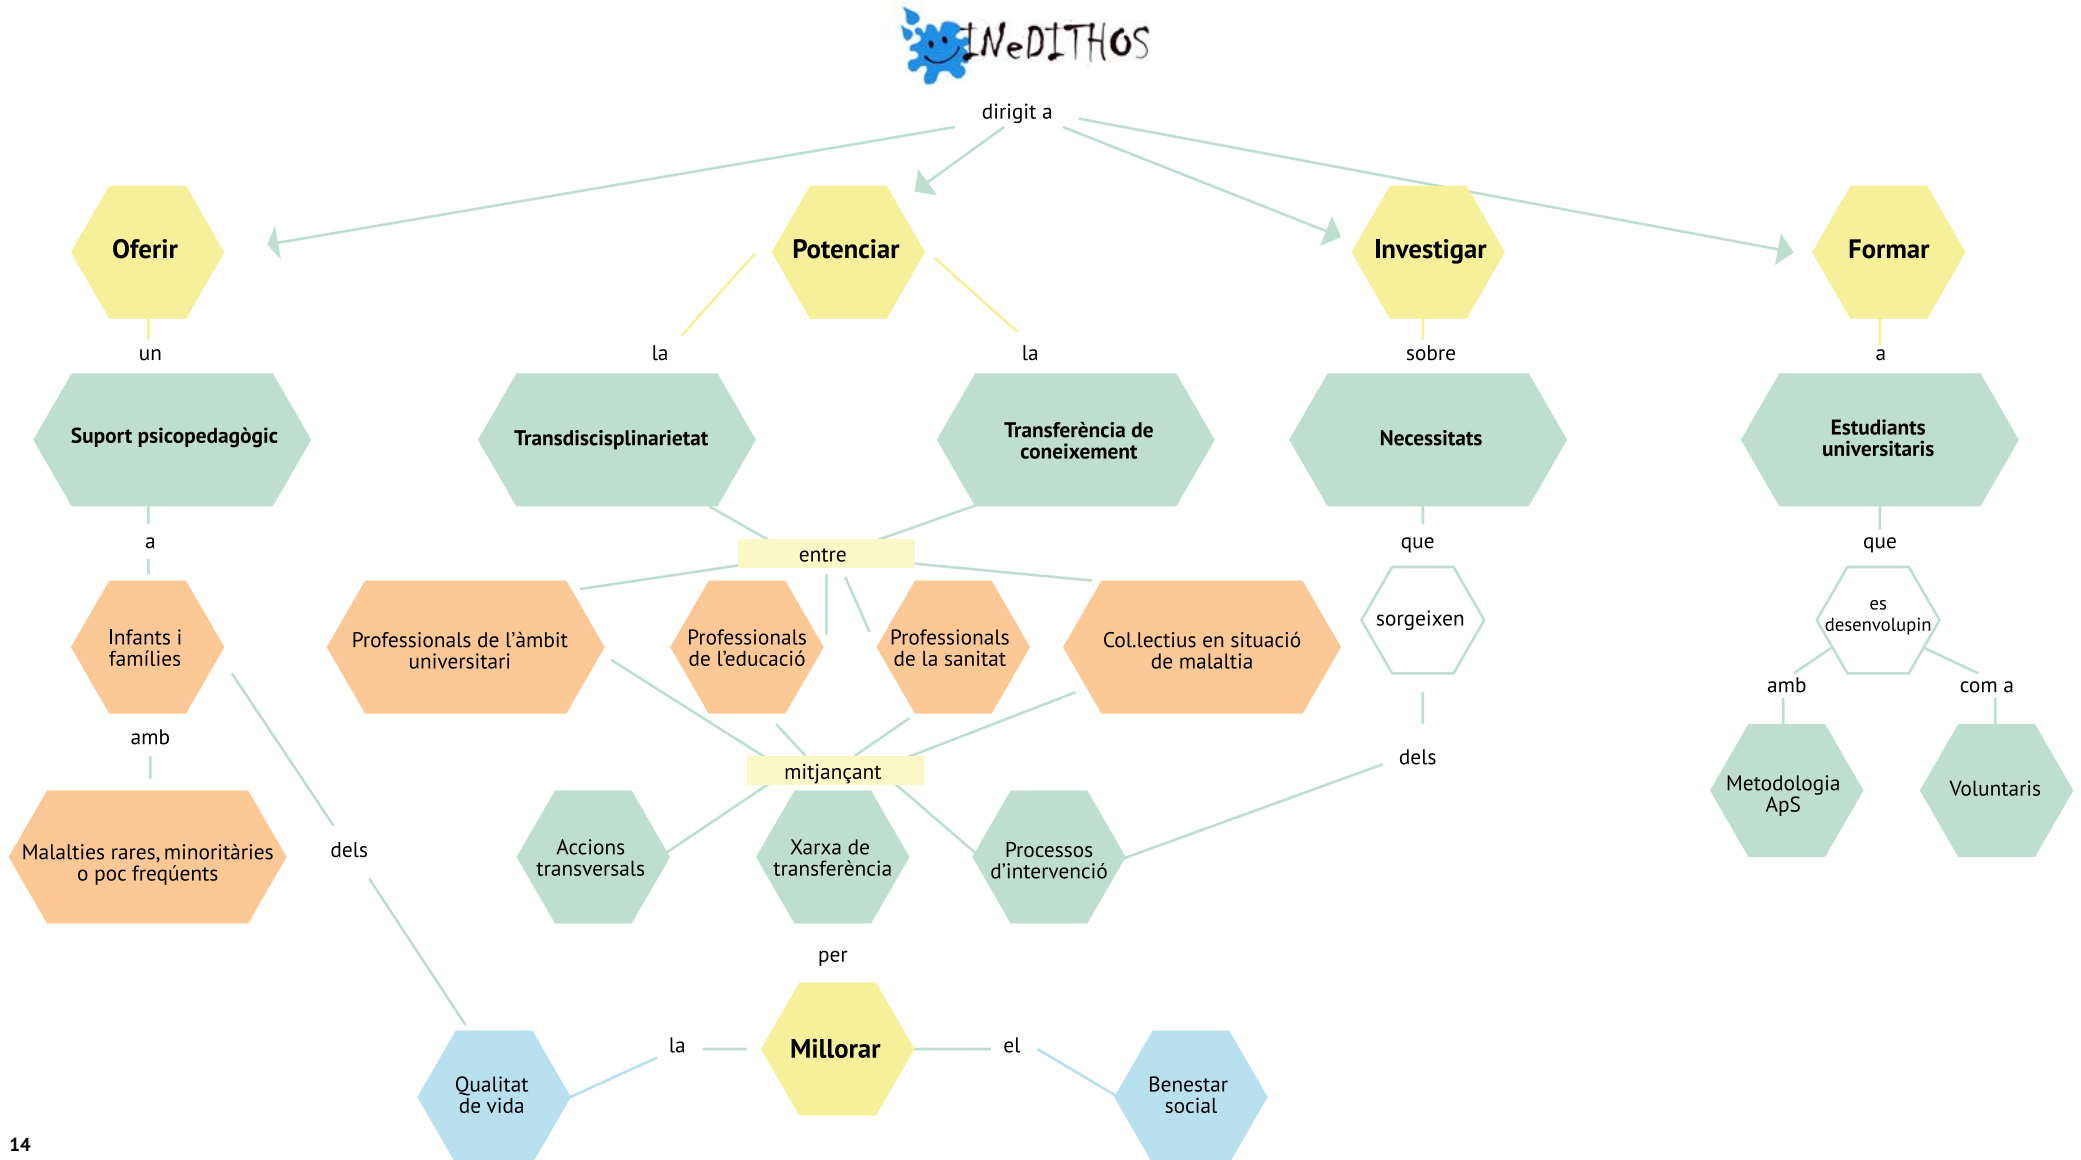 INeDITHOS
dirigit a
Oferir
Potenciar
Investigar
Formar
un
la
la
sobre
a
Suport psicopedagògic
Transdiscisplinarietat
Transferència de
coneixement
Necessitats
Estudiants
universitaris
a
entre
que
que
Infants i
famílies
Professionals de l’àmbit
universitari
Professionals
de l’educació
Professionals
de la sanitat
Col.lectius en situació
de malaltia
sorgeixen
es
desenvolupin
amb
com a
amb
mitjançant
dels
Metodologia
ApS
Voluntaris
Malalties rares, minoritàries
o poc freqúents
dels
Accions
transversals
Xarxa de
transferència
Processos
d’intervenció
per
la
Millorar
el
Qualitat
de vida
Benestar
social
14